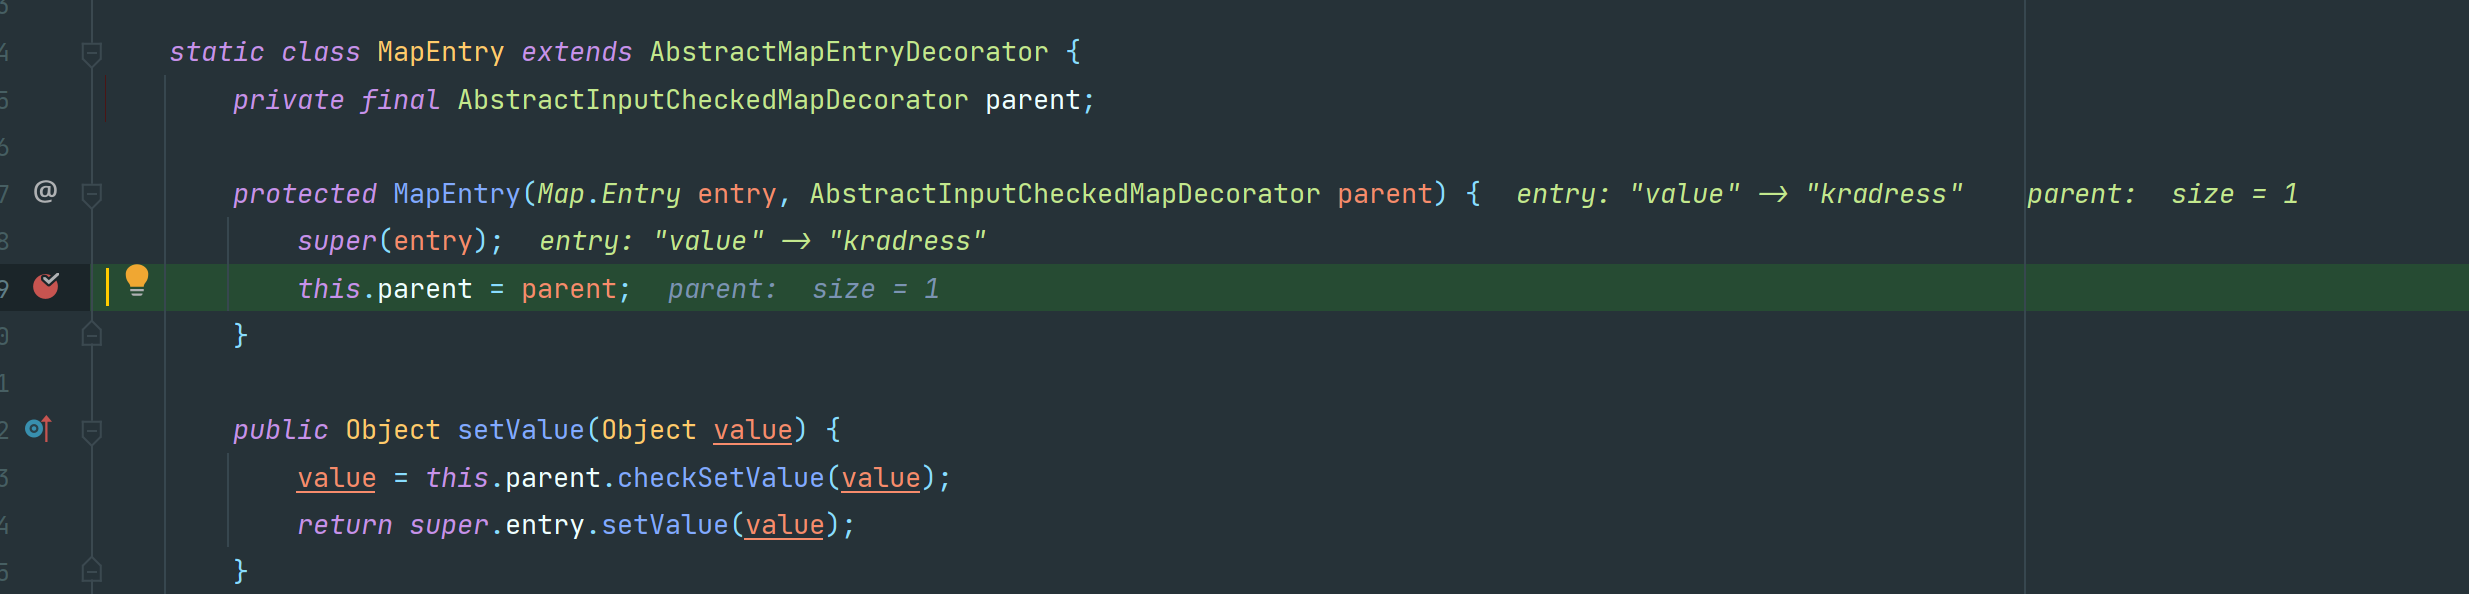 static class MapEntry extends AbstractMapEntryDecorator {
private final AbstractInputCheckedMapDecorator parent;
protected MapEntry(Map.Entry entry, AbstractInputCheckedMapDecorator parent) { entry: "value" -> "kradress" parent: size = 1
super(entry); entry: "value" -> "kradress"
this.parent = parent; parent: size = 1
}
public Object setValue(Object value) {
value = this.parent.checkSetValue(value);
return super.entry.setValue(value);
}